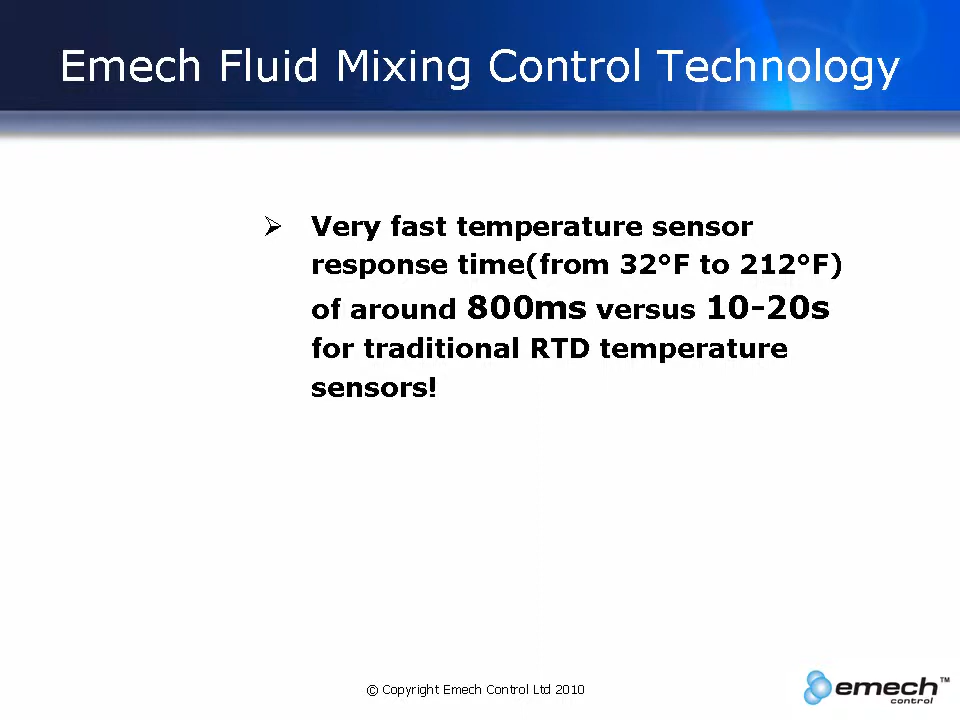 Emech Fluid Mixing Control Technology
➢ Very fast temperature sensor
response time(from 32°F to 212°F)
of around 800ms versus 10-20s
for traditional RTD temperature
sensors!
© Copyright Emech Control Ltd 2010
emech™
control